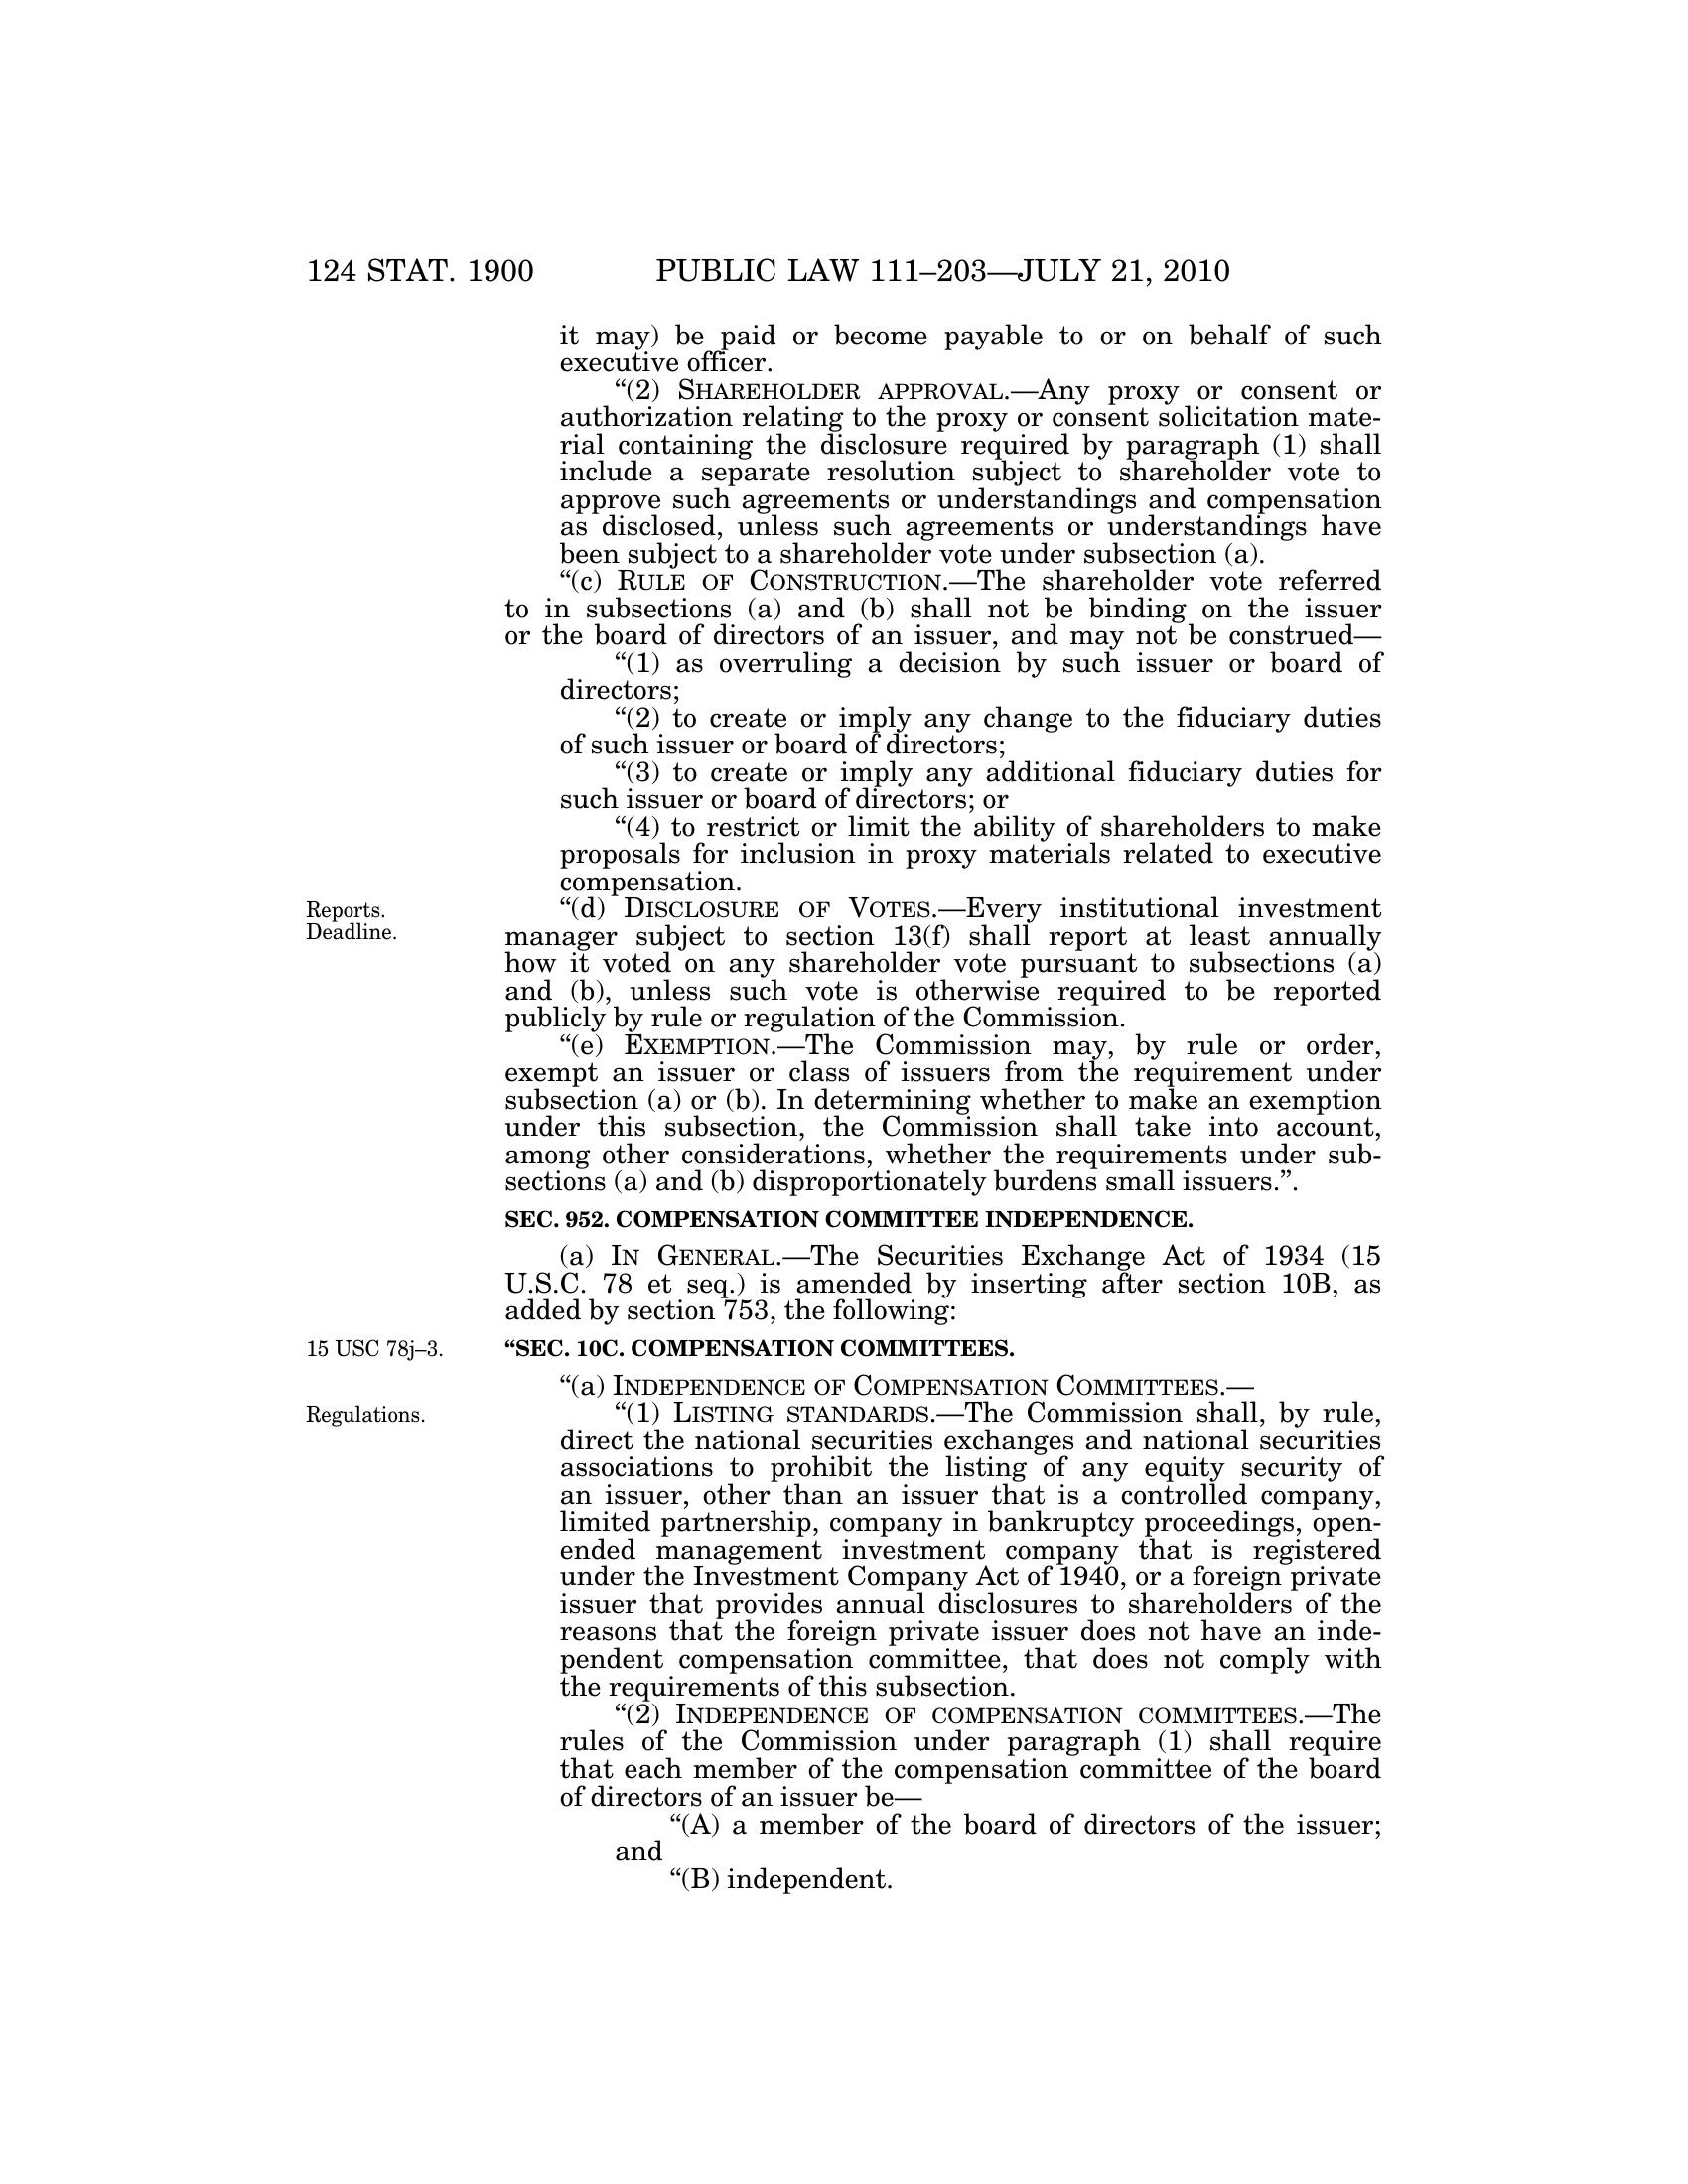 124 STAT. 1900 PUBLIC LAW 111–203—JULY 21, 2010
it may) be paid or become payable to or on behalf of such
executive officer.
“(2) SHAREHOLDER APPROVAL.—Any proxy or consent or
authorization relating to the proxy or consent solicitation mate-
rial containing the disclosure required by paragraph (1) shall
include a separate resolution subject to shareholder vote to
approve such agreements or understandings and compensation
as disclosed, unless such agreements or understandings have
been subject to a shareholder vote under subsection (a).
“(c) RULE OF CONSTRUCTION.—The shareholder vote referred
to in subsections (a) and (b) shall not be binding on the issuer
or the board of directors of an issuer, and may not be construed—
“(1) as overruling a decision by such issuer or board of
directors;
“(2) to create or imply any change to the fiduciary duties
of such issuer or board of directors;
“(3) to create or imply any additional fiduciary duties for
such issuer or board of directors; or
“(4) to restrict or limit the ability of shareholders to make
proposals for inclusion in proxy materials related to executive
compensation.
Reports.
Deadline.
“(d) DISCLOSURE OF VOTES.—Every institutional investment
manager subject to section 13(f) shall report at least annually
how it voted on any shareholder vote pursuant to subsections (a)
and (b), unless such vote is otherwise required to be reported
publicly by rule or regulation of the Commission.
“(e) EXEMPTION.—The Commission may, by rule or order,
exempt an issuer or class of issuers from the requirement under
subsection (a) or (b). In determining whether to make an exemption
under this subsection, the Commission shall take into account,
among other considerations, whether the requirements under sub-
sections (a) and (b) disproportionately burdens small issuers.”.
SEC. 952. COMPENSATION COMMITTEE INDEPENDENCE.
(a) IN GENERAL.—The Securities Exchange Act of 1934 (15
U.S.C. 78 et seq.) is amended by inserting after section 10B, as
added by section 753, the following:
15 USC 78j–3.
“SEC. 10C. COMPENSATION COMMITTEES.
“(a) INDEPENDENCE OF COMPENSATION COMMITTEES.—
Regulations.
“(1) LISTING STANDARDS.—The Commission shall, by rule,
direct the national securities exchanges and national securities
associations to prohibit the listing of any equity security of
an issuer, other than an issuer that is a controlled company,
limited partnership, company in bankruptcy proceedings, open-
ended management investment company that is registered
under the Investment Company Act of 1940, or a foreign private
issuer that provides annual disclosures to shareholders of the
reasons that the foreign private issuer does not have an inde-
pendent compensation committee, that does not comply with
the requirements of this subsection.
“(2) INDEPENDENCE OF COMPENSATION COMMITTEES.—The
rules of the Commission under paragraph (1) shall require
that each member of the compensation committee of the board
of directors of an issuer be—
“(A) a member of the board of directors of the issuer;
and
“(B) independent.